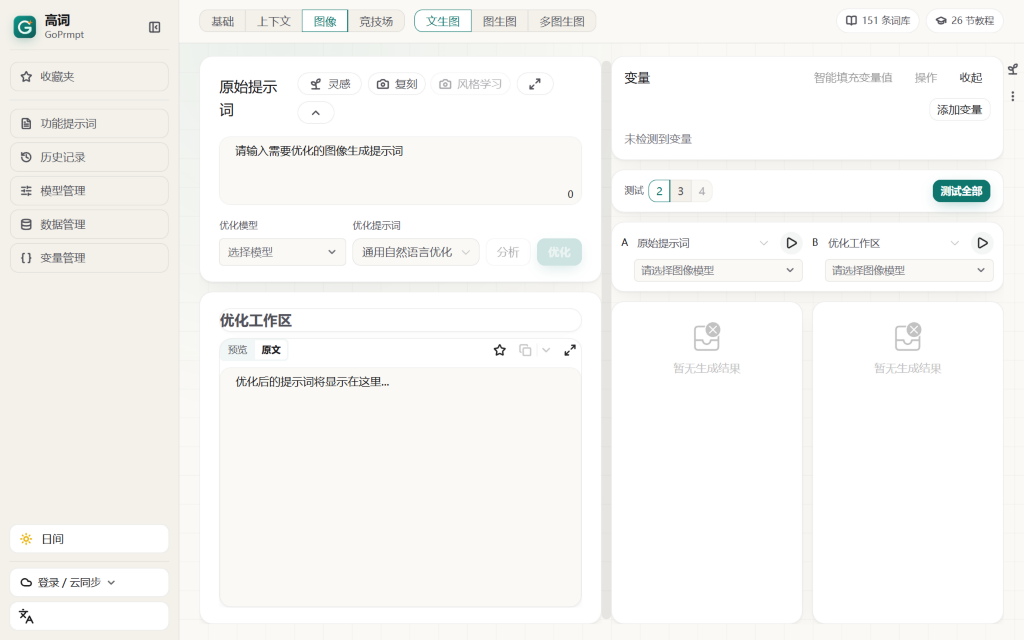 高词
GoPrmpt
收藏夹
功能提示词
历史记录
模型管理
数据管理
变量管理
日间
登录 / 云同步
基础 上下文 图像 竞技场 文生图 图生图 多图生图
151 条词库 26 节教程
原始提示词
灵感 复刻 风格学习
请输入需要优化的图像生成提示词
0
优化模型 优化提示词
选择模型 通用自然语言优化 分析 优化
优化工作区
预览 原文
优化后的提示词将显示在这里...
变量 智能填充变量值 操作 收起
添加变量
未检测到变量
测试 2 3 4 测试全部
A 原始提示词 B 优化工作区
请选择图像模型 请选择图像模型
暂无生成结果 暂无生成结果